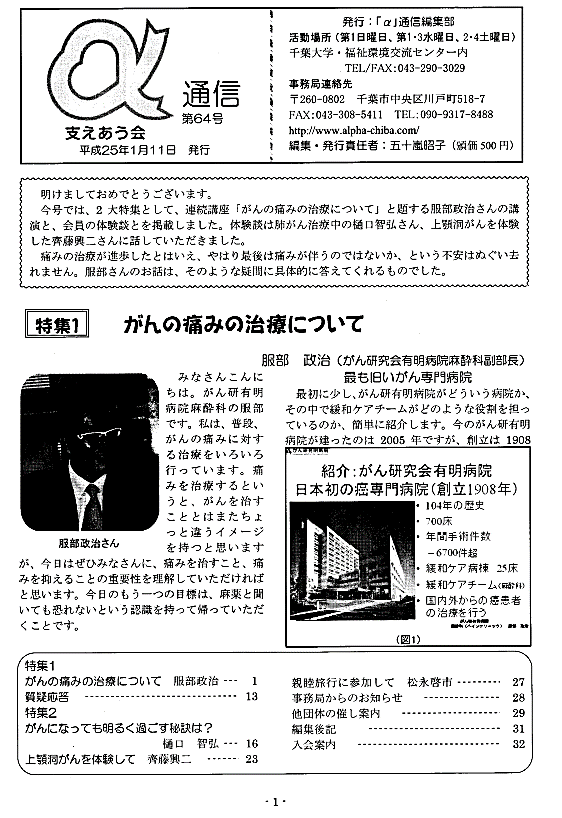 α
通信
第64号
支えあう会
平成25年1月11日 発行
発行:「α」通信編集部
活動場所(第1日曜日、第1・3水曜日、2・4土曜日)
千葉大学・福祉環境交流センター内
TEL/FAX:043-290-3029
事務局連絡先
〒260-0802 千葉市中央区川戸町518-7
FAX:043-308-5411 TEL:090-9317-8488
http://www.alpha-chiba.com/
編集・発行責任者:五十嵐昭子(頒価500円)
明けましておめでとうございます。
今号では、2大特集として、連続講座「がんの痛みの治療について」と題する服部政治さんの講
演と、会員の体験談とを掲載しました。体験談は肺がん治療中の樋口智弘さん、上顎洞がんを体験
した齊藤興二さんに話していただきました。
痛みの治療が進歩したとはいえ、やはり最後は痛みが伴うのではないか、という不安はぬぐい去
れません。服部さんのお話は、そのような疑問に具体的に答えてくれるものでした。
特集1 がんの痛みの治療について
服部 政治(がん研究会有明病院麻酔科副部長)
みなさんこんに
ちは。がん研有明
病院麻酔科の服部
です。私は、普段、
がんの痛みに対す
る治療をいろいろ
行っています。痛
みを治療するとい
うと、がんを治す
こととはまたちょ
っと違うイメージ
を持つと思います
服部政治さん
が、今日はぜひみなさんに、痛みを治すこと、痛
みを抑えることの重要性を理解していただければ
と思います。今日のもう一つの目標は、麻薬と聞
いても恐れないという認識を持って帰っていただ
くことです。
最も旧いがん専門病院
最初に少し、がん研有明病院がどういう病院か、
その中で緩和ケアチームがどのような役割を担っ
ているのか、簡単に紹介します。今のがん研有明
病院が建ったのは 2005 年ですが、創立は 1908
紹介:がん研究会有明病院
日本初の癌専門病院(創立1908年)
・104年の歴史
・700床
・年間手術件数
－6700件超
・緩和ケア病棟 25床
・緩和ケアチーム(麻酔科)
・国内外からの癌患者
の治療を行う
(図1)
特集1
がんの痛みの治療について 服部政治 --- 1
質疑応答 ---------------------- 13
特集2
がんになっても明るく過ごす秘訣は?
樋口 智弘 --- 16
上顎洞がんを体験して 齊藤興二 ------ 23
親睦旅行に参加して 松永啓市 --------- 27
事務局からのお知らせ --------------- 28
他団体の催し案内 ------------------ 29
編集後記 ----------------------- 31
入会案内 ------------------------ 32
- 1 -